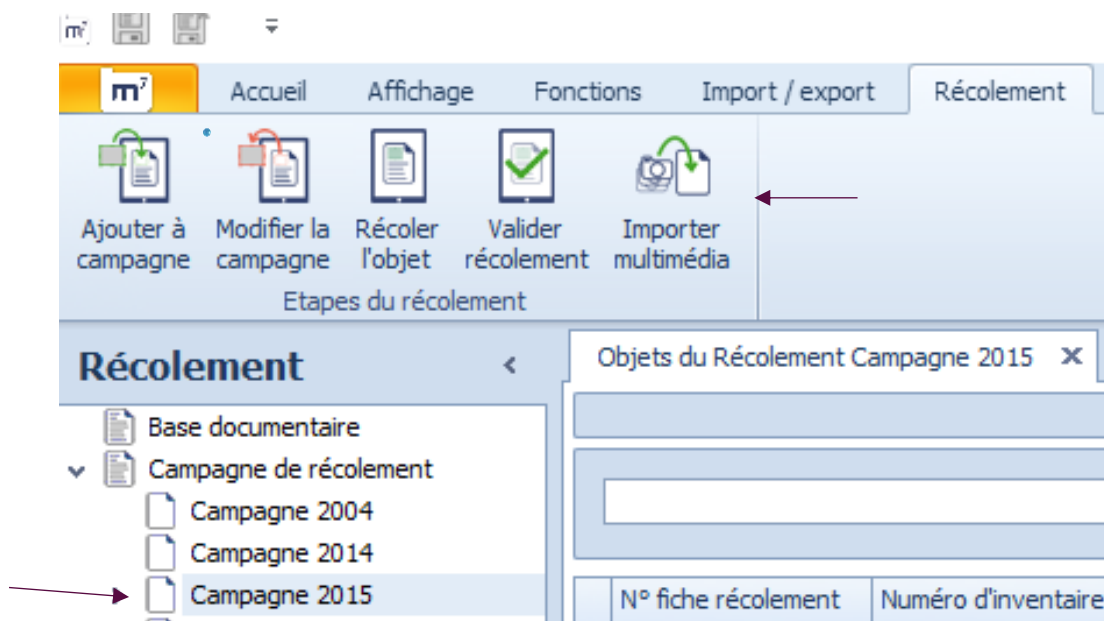 m7
m7 Accueil Affichage Fonctions Import / export Récolement
Ajouter à campagne
Modifier la campagne
Récoler l'objet
Valider récolement
Importer multimédia
Etapes du récolement
Récolement
Objets du Récolement Campagne 2015
Base documentaire
Campagne de récolement
Campagne 2004
Campagne 2014
Campagne 2015
N° fiche récolement Numéro d'inventaire